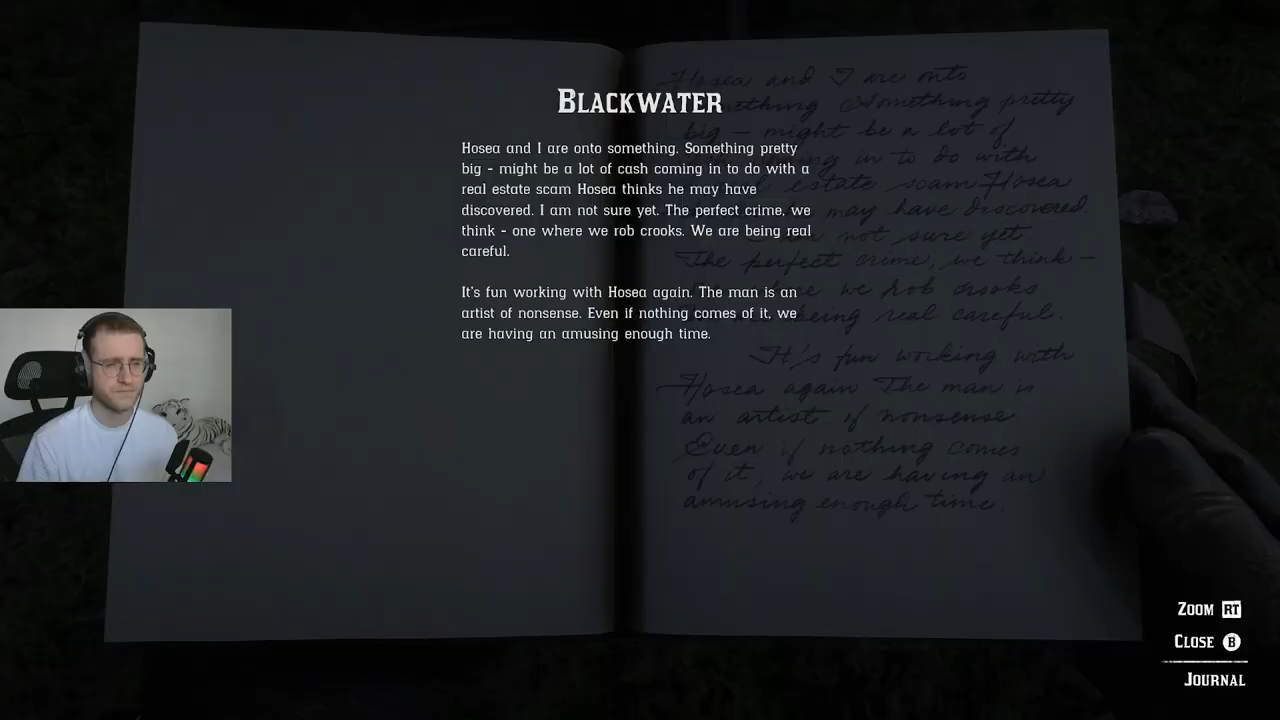 Blackwater
Hosea and I are onto something. Something pretty
big - might be a lot of cash coming in to do with a
real estate scam Hosea thinks he may have
discovered. I am not sure yet. The perfect crime, we
think - one where we rob crooks. We are being real
careful.
It's fun working with Hosea again. The man is an
artist of nonsense. Even if nothing comes of it, we
are having an amusing enough time.
Hosea and I are onto
Something pretty
big – might be a lot of
in to do with
estate scam Hosea
may have discovered.
not sure yet
The perfect crime, we think –
we rob crooks
being real careful.
It's fun working with
Hosea again The man is
an artist of nonsense
Even if nothing comes
of it, we are having an
amusing enough time.
Zoom RT
Close B
Journal